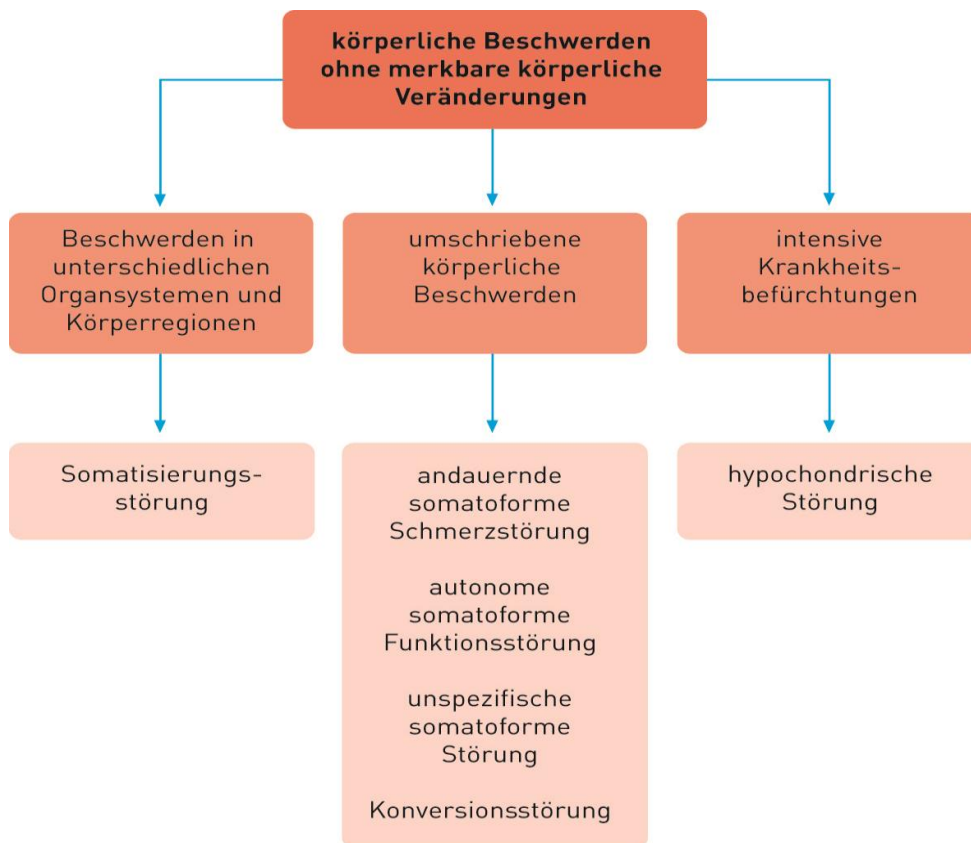 körperliche Beschwerden
ohne merkbare körperliche
Veränderungen
Beschwerden in
unterschiedlichen
Organsystemen und
Körperregionen
umschriebene
körperliche
Beschwerden
intensive
Krankheits-
befürchtungen
Somatisierungs-
störung
andauernde
somatoforme
Schmerzstörung
autonome
somatoforme
Funktionsstörung
unspezifische
somatoforme
Störung
Konversionsstörung
hypochondrische
Störung